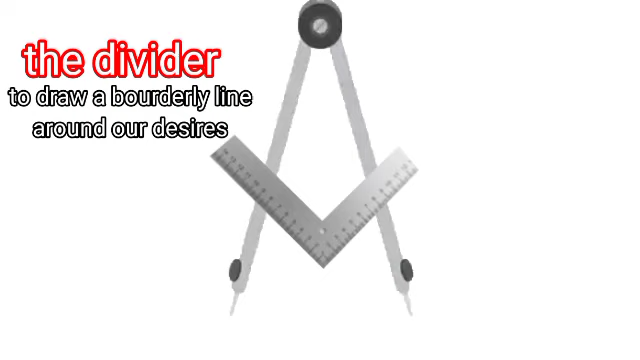 the divider
to draw a bourderly line
around our desires